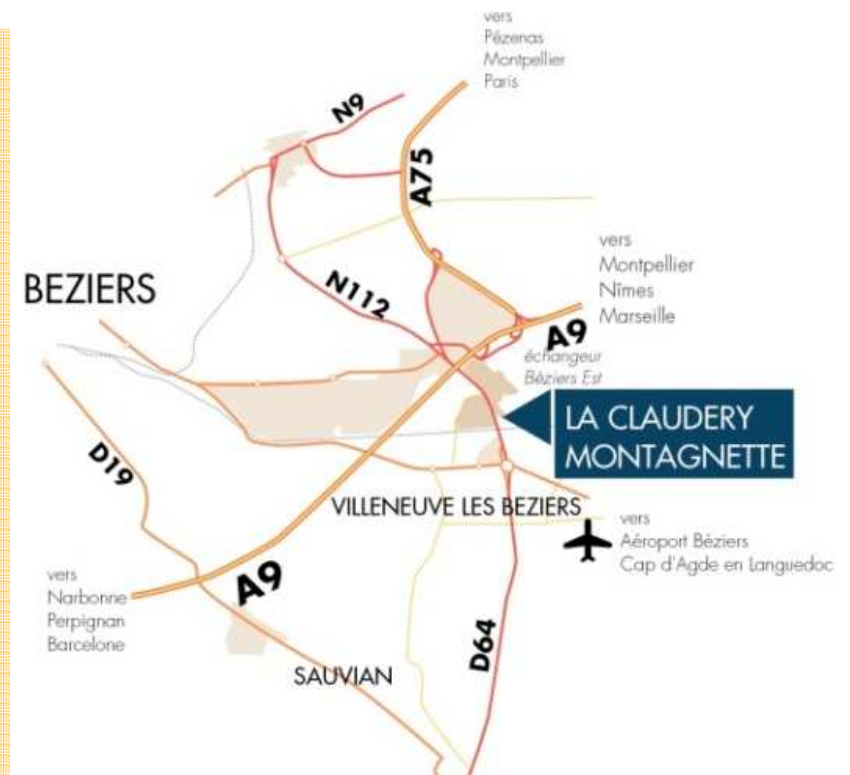 vers
Pézenas
Montpellier
Paris
N9
A75
vers
Montpellier
Nîmes
Marseille
BEZIERS
N112
A9
échangeur
Béziers Est
LA CLAUDERY
MONTAGNETTE
D19
VILLENEUVE LES BEZIERS
vers
Aéroport Béziers
Cap d'Agde en Languedoc
vers
Narbonne
Perpignan
Barcelone
A9
D64
SAUVIAN